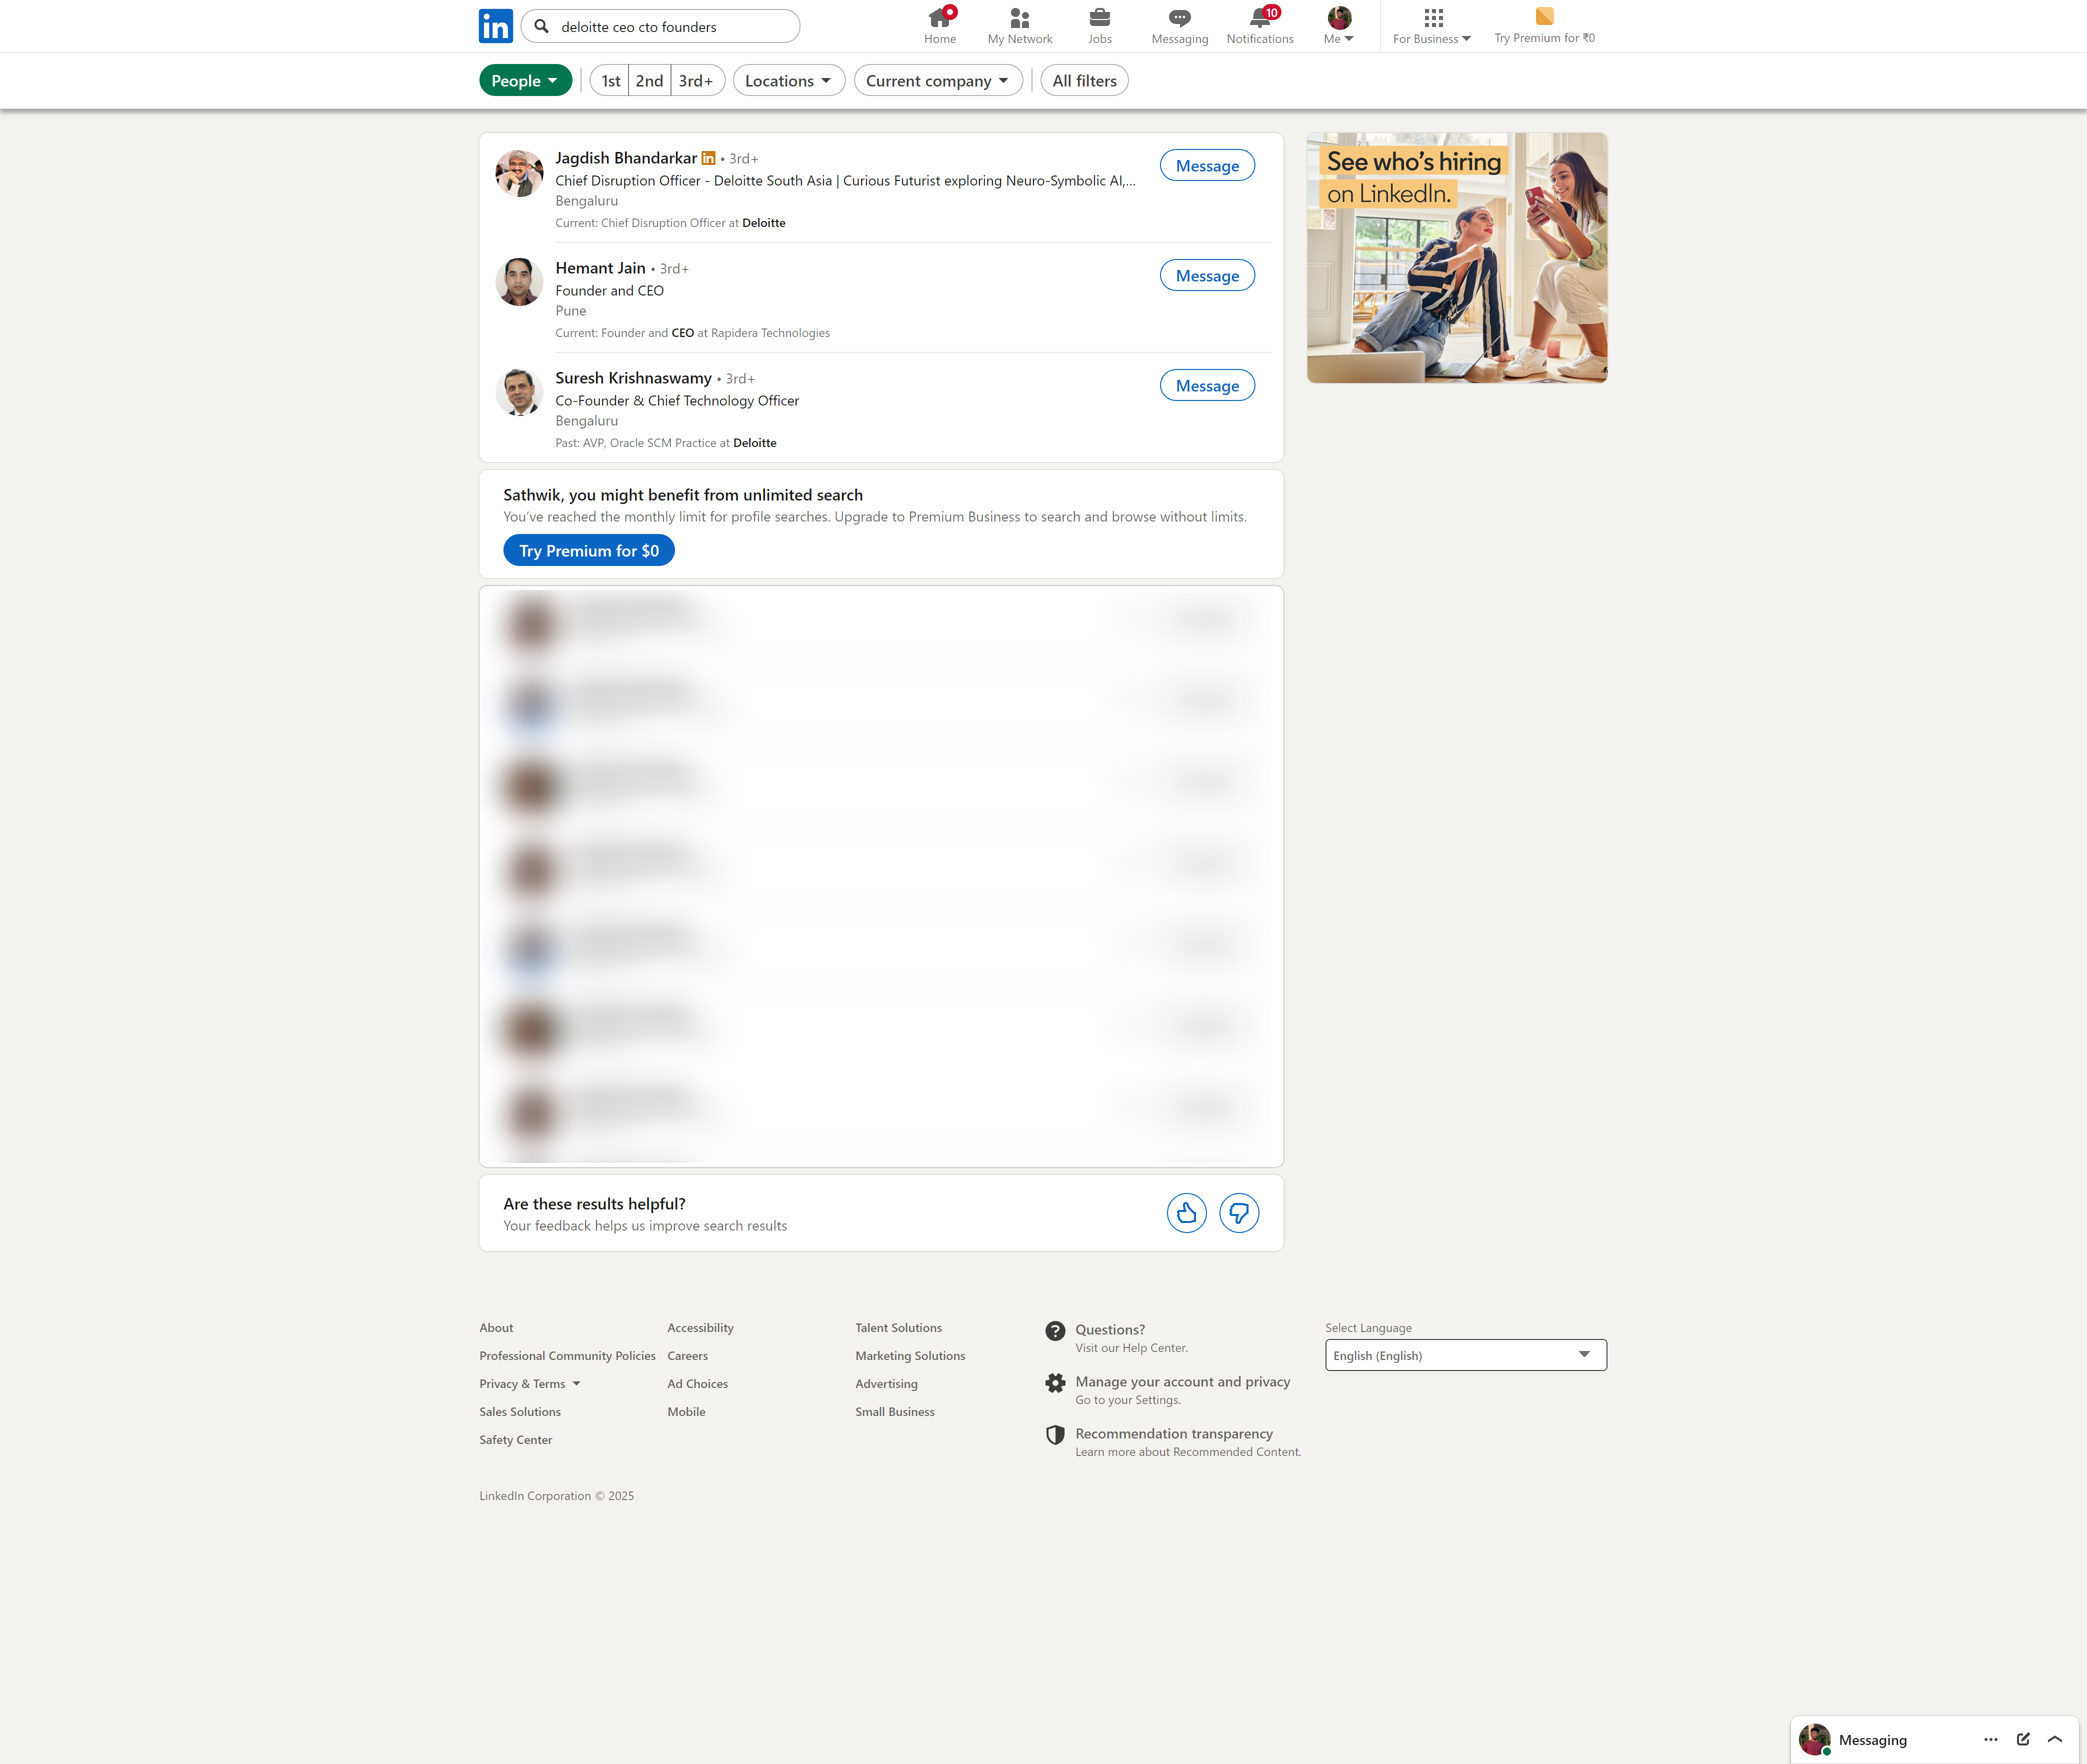 in
deloitte ceo cto founders
Home
My Network
Jobs
Messaging
10
Notifications
Me
For Business
Try Premium for ₹0
People
1st
2nd
3rd+
Locations
Current company
All filters
Jagdish Bhandarkar in • 3rd+
Chief Disruption Officer - Deloitte South Asia | Curious Futurist exploring Neuro-Symbolic AI,...
Bengaluru
Current: Chief Disruption Officer at Deloitte
Message
Hemant Jain • 3rd+
Founder and CEO
Pune
Current: Founder and CEO at Rapidera Technologies
Message
Suresh Krishnaswamy • 3rd+
Co-Founder & Chief Technology Officer
Bengaluru
Past: AVP, Oracle SCM Practice at Deloitte
Message
See who's hiring
on LinkedIn.
Sathwik, you might benefit from unlimited search
You've reached the monthly limit for profile searches. Upgrade to Premium Business to search and browse without limits.
Try Premium for $0
Are these results helpful?
Your feedback helps us improve search results
About
Professional Community Policies
Privacy & Terms
Sales Solutions
Safety Center
Accessibility
Careers
Ad Choices
Mobile
Talent Solutions
Marketing Solutions
Advertising
Small Business
Questions?
Visit our Help Center.
Manage your account and privacy
Go to your Settings.
Recommendation transparency
Learn more about Recommended Content.
Select Language
English (English)
LinkedIn Corporation © 2025
Messaging